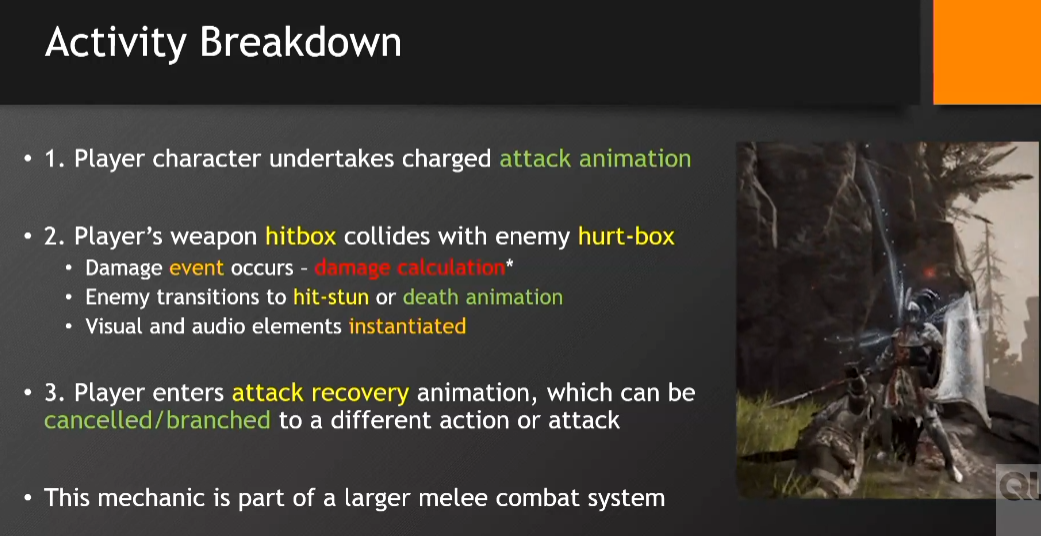 Activity Breakdown
• 1. Player character undertakes charged attack animation
• 2. Player's weapon hitbox collides with enemy hurt-box
• Damage event occurs – damage calculation*
• Enemy transitions to hit-stun or death animation
• Visual and audio elements instantiated
• 3. Player enters attack recovery animation, which can be
cancelled/branched to a different action or attack
• This mechanic is part of a larger melee combat system